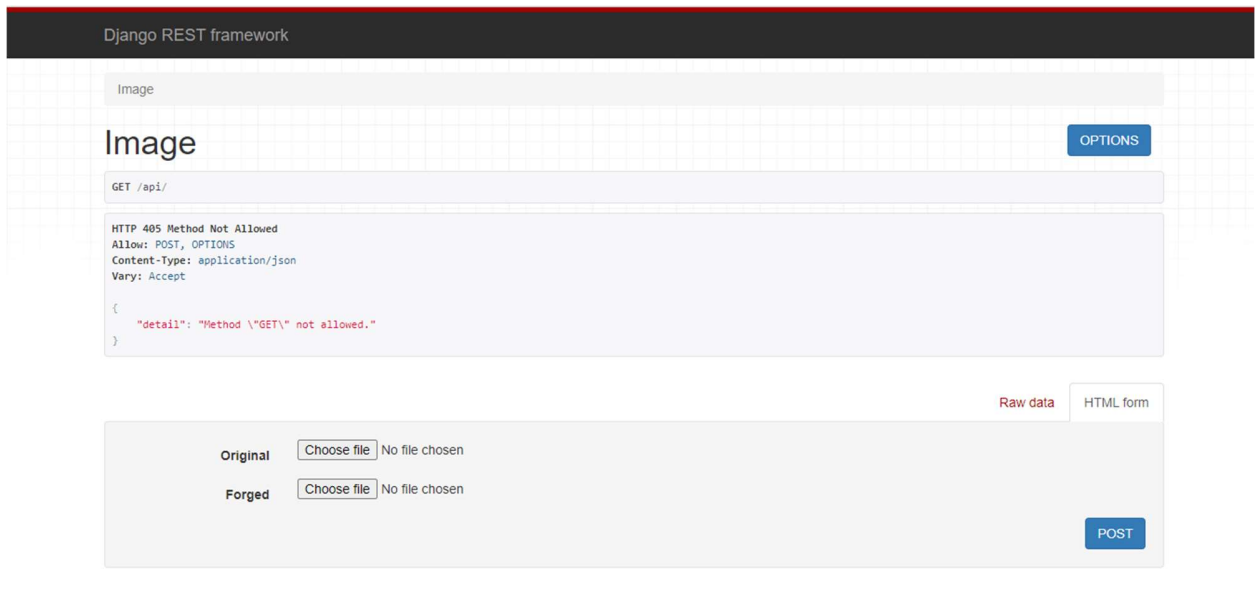 Django REST framework
Image
Image
OPTIONS
GET /api/
HTTP 405 Method Not Allowed
Allow: POST, OPTIONS
Content-Type: application/json
Vary: Accept
{
"detail": "Method \"GET\" not allowed."
}
Raw data HTML form
Original Choose file No file chosen
Forged Choose file No file chosen
POST